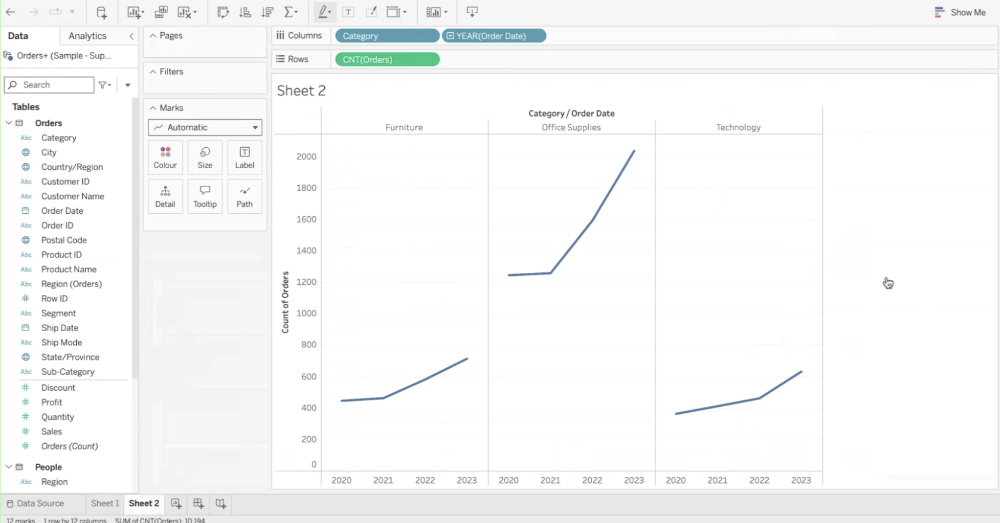 Show Me
Data
Analytics
Orders+ (Sample - Sup...
Search
Tables
Orders
Abc Category
City
Country/Region
Abc Customer ID
Abc Customer Name
Order Date
Abc Order ID
Postal Code
Abc Product ID
Abc Product Name
Abc Region (Orders)
# Row ID
Abc Segment
Ship Date
Abc Ship Mode
State/Province
Abc Sub-Category
# Discount
# Profit
# Quantity
# Sales
# Orders (Count)
People
Abc Region
Pages
Filters
Marks
Automatic
Colour
Size
Label
Detail
Tooltip
Path
Columns
Category
YEAR(Order Date)
Rows
CNT(Orders)
Sheet 2
Category / Order Date
Furniture
Office Supplies
Technology
Count of Orders
2000
1800
1600
1400
1200
1000
800
600
400
200
0
2020 2021 2022 2023 2020 2021 2022 2023 2020 2021 2022 2023
Data Source
Sheet 1
Sheet 2
12 marks 1 row by 12 columns SUM of CNT(Orders): 10,194